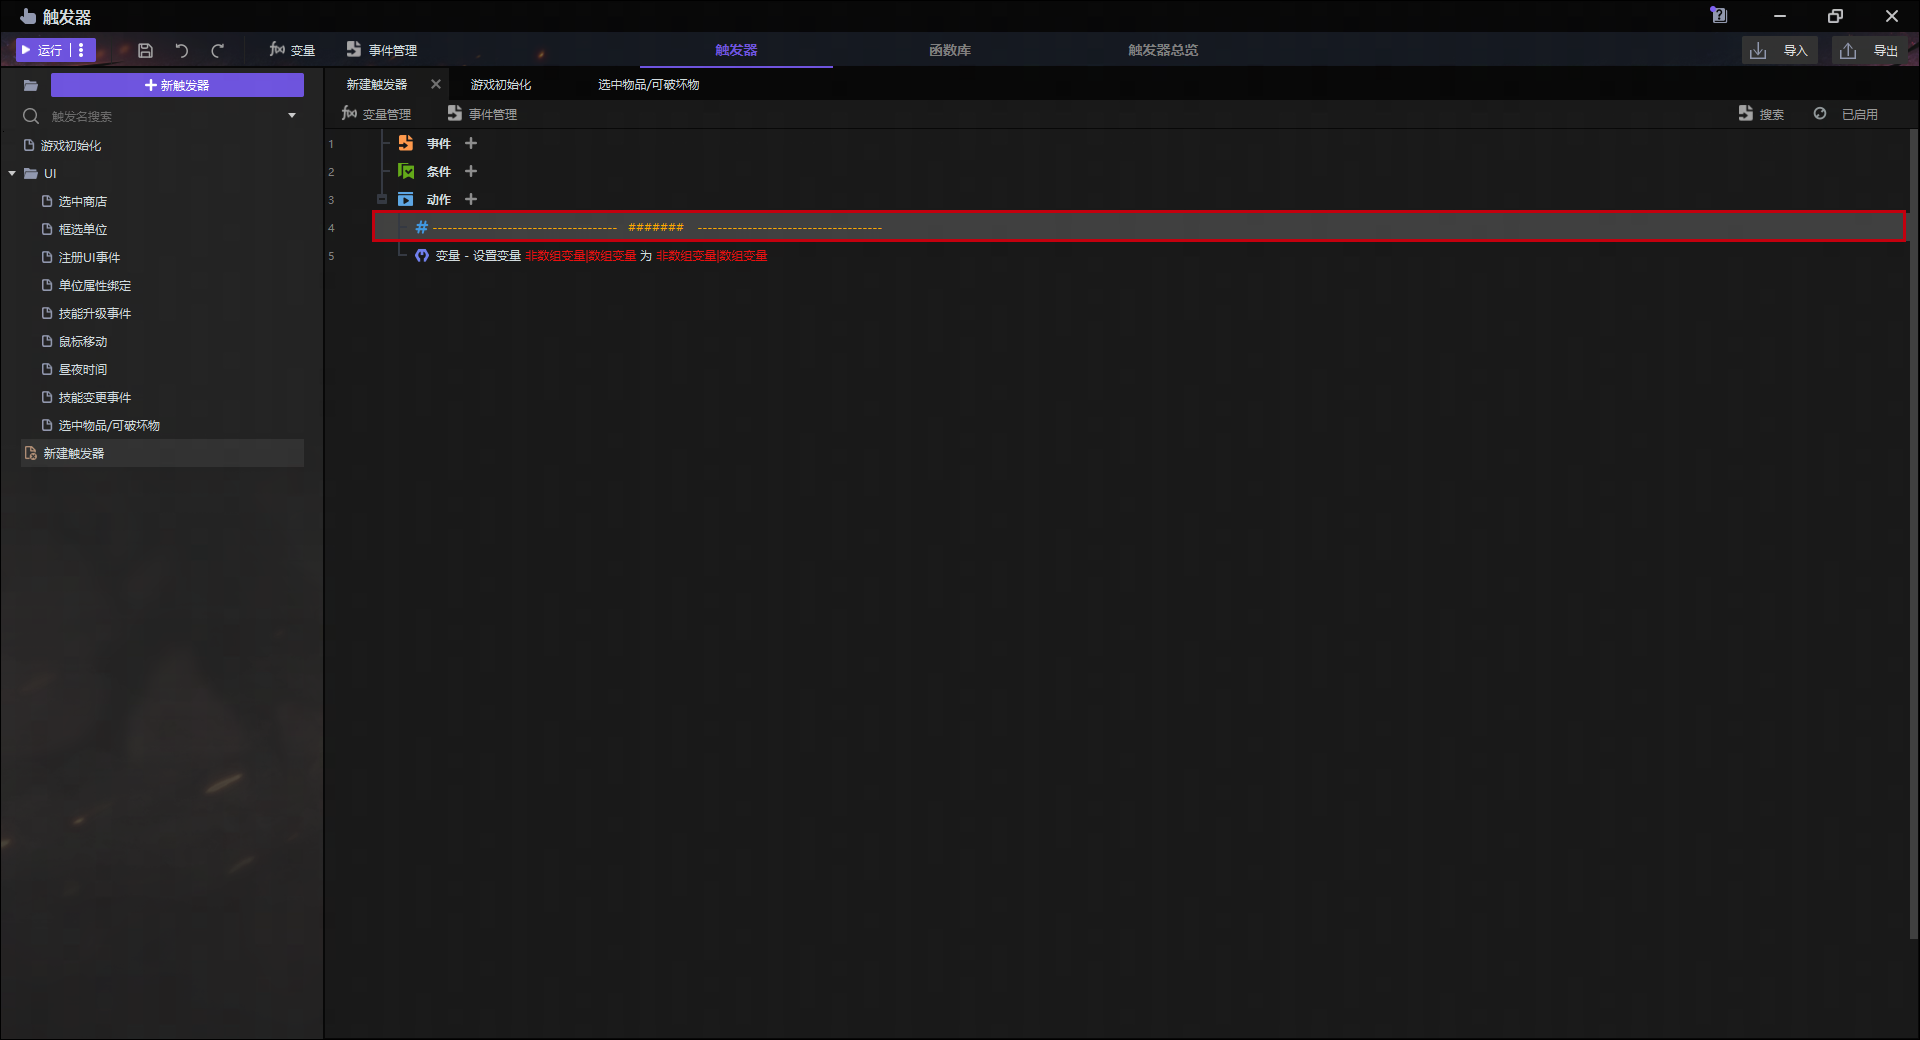 触发器
运行 变量 事件管理 触发器 函数库 触发器总览 导入 导出
新触发器
触发名搜索
游戏初始化
UI
选中商店
框选单位
注册UI事件
单位属性绑定
技能升级事件
鼠标移动
昼夜时间
技能变更事件
选中物品/可破坏物
新建触发器
新建触发器 游戏初始化 选中物品/可破坏物
变量管理 事件管理 搜索 已启用
1 事件
2 条件
3 动作
4 # ------------------------------------- ####### -------------------------------------
5 变量 - 设置变量 非数组变量|数组变量 为 非数组变量|数组变量